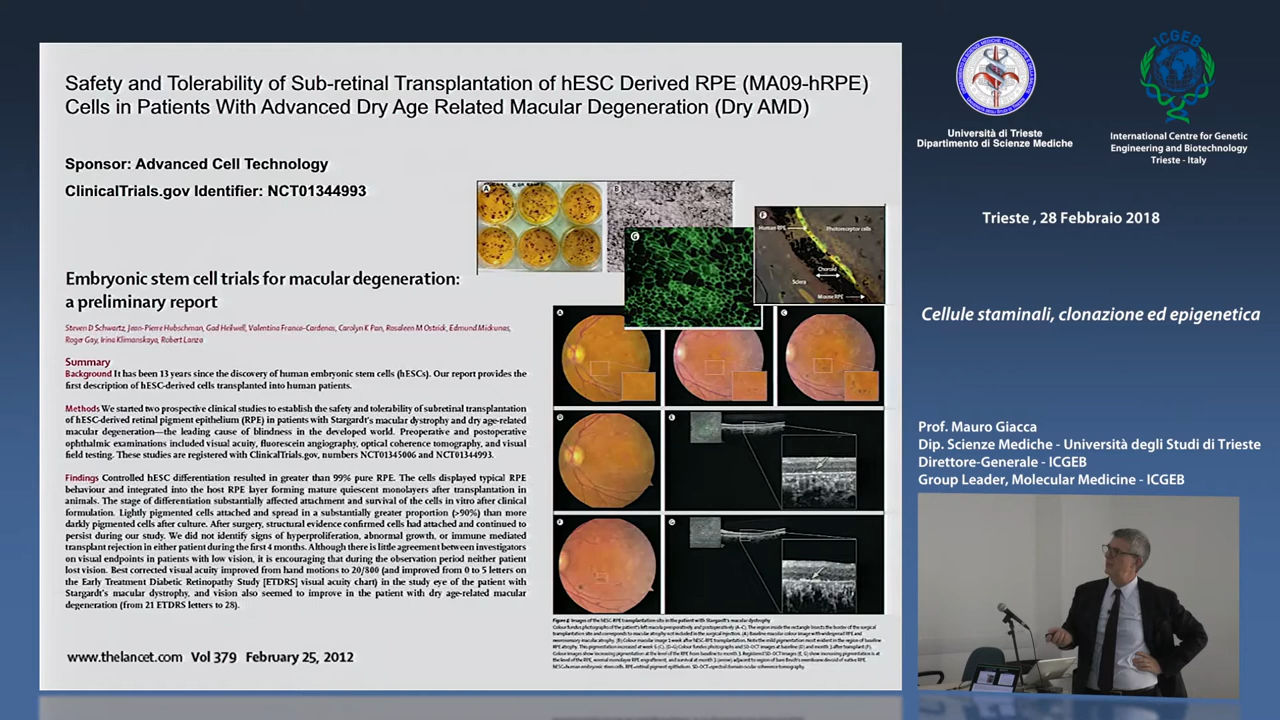 Safety and Tolerability of Sub-retinal Transplantation of hESC Derived RPE (MA09-hRPE)
Cells in Patients With Advanced Dry Age Related Macular Degeneration (Dry AMD)
Sponsor: Advanced Cell Technology
ClinicalTrials.gov Identifier: NCT01344993
Embryonic stem cell trials for macular degeneration:
a preliminary report
Steven D Schwartz, Jean-Pierre Hubschman, Gad Heilwell, Valentina Franco-Cardenas, Carolyn K Pan, Rosaleen M Ostrick, Edmund Mickunas,
Roger Gay, Irina Klimanskaya, Robert Lanza
Summary
Background It has been 13 years since the discovery of human embryonic stem cells (hESCs). Our report provides the
first description of hESC-derived cells transplanted into human patients.
Methods We started two prospective clinical studies to establish the safety and tolerability of subretinal transplantation
of hESC-derived retinal pigment epithelium (RPE) in patients with Stargardt's macular dystrophy and dry age-related
macular degeneration—the leading cause of blindness in the developed world. Preoperative and postoperative
ophthalmic examinations included visual acuity, fluorescein angiography, optical coherence tomography, and visual
field testing. These studies are registered with ClinicalTrials.gov, numbers NCT01345006 and NCT01344993.
Findings Controlled hESC differentiation resulted in greater than 99% pure RPE. The cells displayed typical RPE
behaviour and integrated into the host RPE layer forming mature quiescent monolayers after transplantation in
animals. The stage of differentiation substantially affected attachment and survival of the cells in vitro after clinical
formulation. Lightly pigmented cells attached and spread in a substantially greater proportion (>90%) than more
darkly pigmented cells after culture. After surgery, structural evidence confirmed cells had attached and continued to
persist during our study. We did not identify signs of hyperproliferation, abnormal growth, or immune mediated
transplant rejection in either patient during the first 4 months. Although there is little agreement between investigators
on visual endpoints in patients with low vision, it is encouraging that during the observation period neither patient
lost vision. Best corrected visual acuity improved from hand motions to 20/800 (and improved from 0 to 5 letters on
the Early Treatment Diabetic Retinopathy Study [ETDRS] visual acuity chart) in the study eye of the patient with
Stargardt's macular dystrophy, and vision also seemed to improve in the patient with dry age-related macular
degeneration (from 21 ETDRS letters to 28).
www.thelancet.com Vol 379 February 25, 2012
A
B
G
F
Human RPE
Photoreceptor cells
Choroid
Sclera
Mouse RPE
A
C
D
E
F
G
Università di Trieste
Dipartimento di Scienze Mediche
ICGEB
International Centre for Genetic
Engineering and Biotechnology
Trieste - Italy
Trieste , 28 Febbraio 2018
Cellule staminali, clonazione ed epigenetica
Prof. Mauro Giacca
Dip. Scienze Mediche - Università degli Studi di Trieste
Direttore-Generale - ICGEB
Group Leader, Molecular Medicine - ICGEB